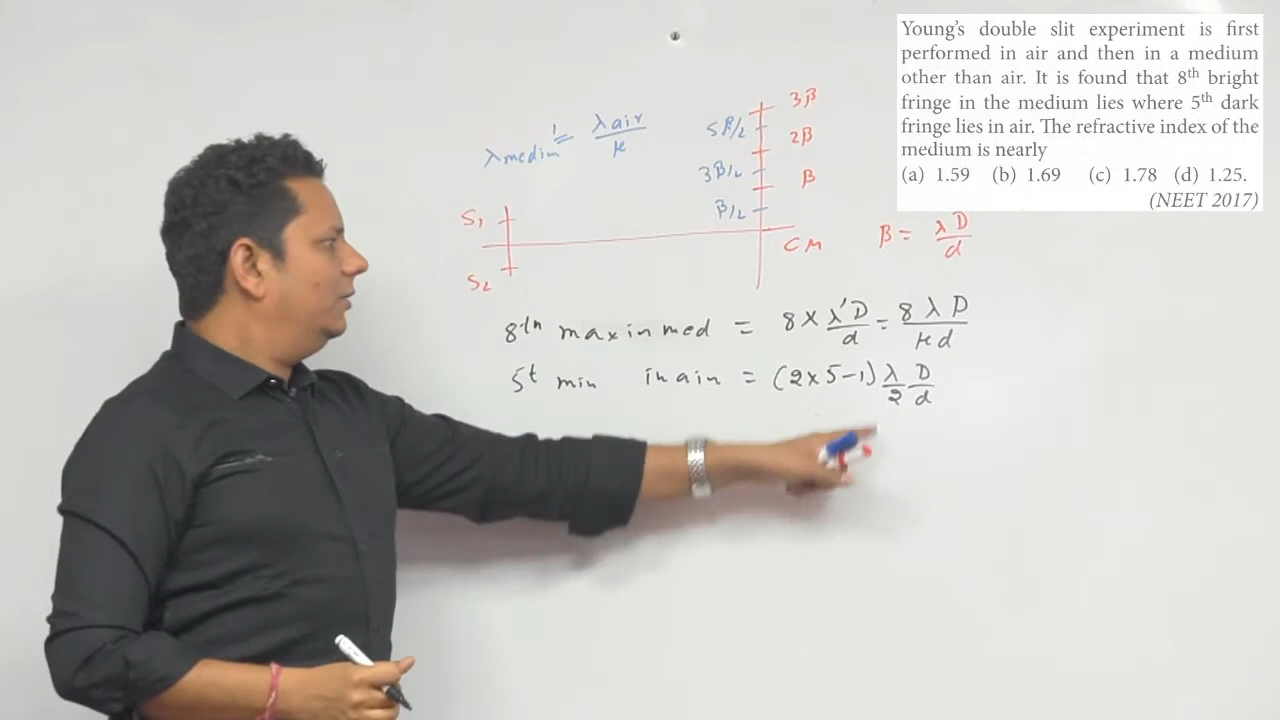 Young's double slit experiment is first
performed in air and then in a medium
other than air. It is found that 8th bright
fringe in the medium lies where 5th dark
fringe lies in air. The refractive index of the
medium is nearly
(a) 1.59 (b) 1.69 (c) 1.78 (d) 1.25.
(NEET 2017)
λmedium' = λair/μ
3β
5β/2
2β
3β/2
β
β/2
S1
S2
CM
β = λD/d
8th max in med = 8 × λ'D/d = 8λD/μd
5t min in air = (2×5-1) λ/2 D/d